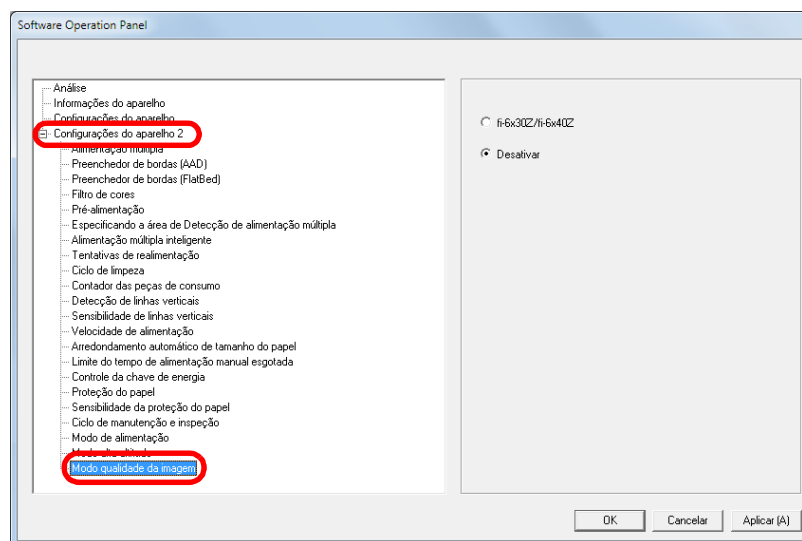 Software Operation Panel
Análise
Informações do aparelho
Configurações do aparelho
Configurações do aparelho 2
Alimentação múltipla
Preenchedor de bordas (AAD)
Preenchedor de bordas (FlatBed)
Filtro de cores
Pré-alimentação
Especificando a área de Detecção de alimentação múltipla
Alimentação múltipla inteligente
Tentativas de realimentação
Ciclo de limpeza
Contador das peças de consumo
Detecção de linhas verticais
Sensibilidade de linhas verticais
Velocidade de alimentação
Arredondamento automático de tamanho do papel
Limite do tempo de alimentação manual esgotada
Controle da chave de energia
Proteção do papel
Sensibilidade da proteção do papel
Ciclo de manutenção e inspeção
Modo de alimentação
Modo alta altitude
Modo qualidade da imagem
fi-6x30Z/fi-6x40Z
Desativar
OK
Cancelar
Aplicar (A)